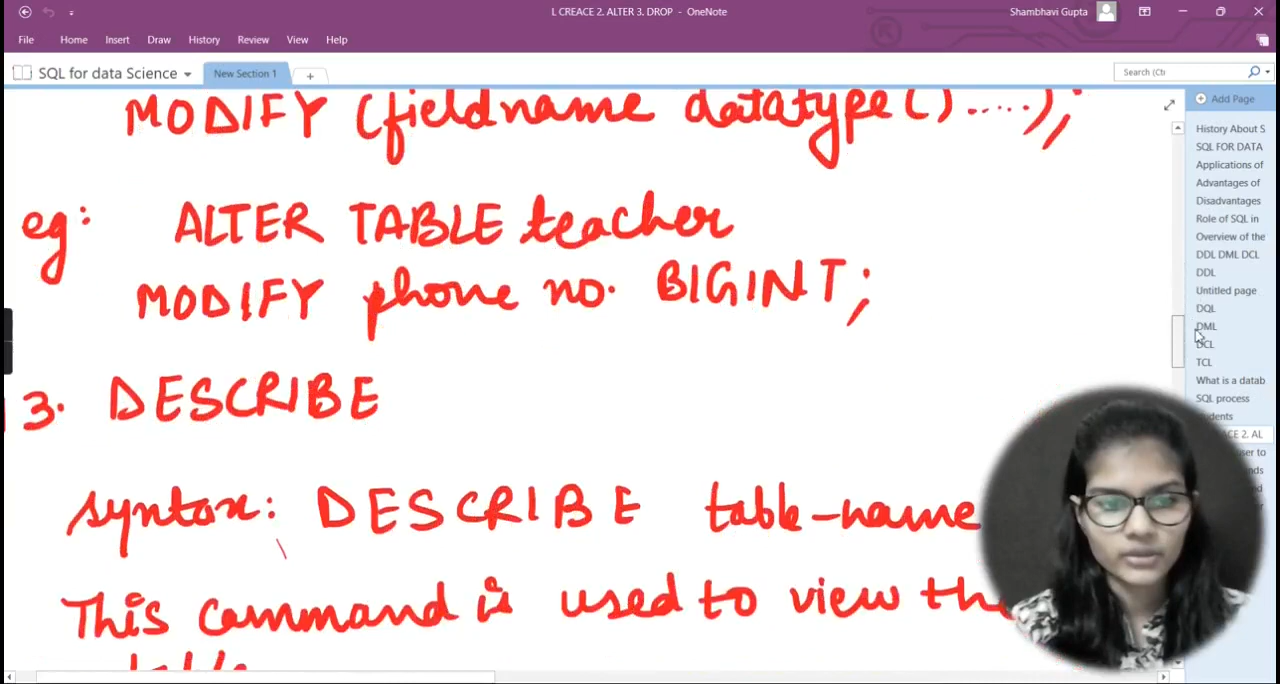 L CREACE 2. ALTER 3. DROP - OneNote
Shambhavi Gupta
File Home Insert Draw History Review View Help
SQL for data Science
New Section 1
+
Search (Ctr
MODIFY (fieldname datatype().....);
eg: ALTER TABLE teacher
MODIFY phone no. BIGINT;
3. DESCRIBE
syntax: DESCRIBE table-name
This command is used to view the
Add Page
History About S
SQL FOR DATA
Applications of
Advantages of
Disadvantages
Role of SQL in
Overview of the
DDL DML DCL
DDL
Untitled page
DQL
DML
DCL
TCL
What is a datab
SQL process
CE 2. AL